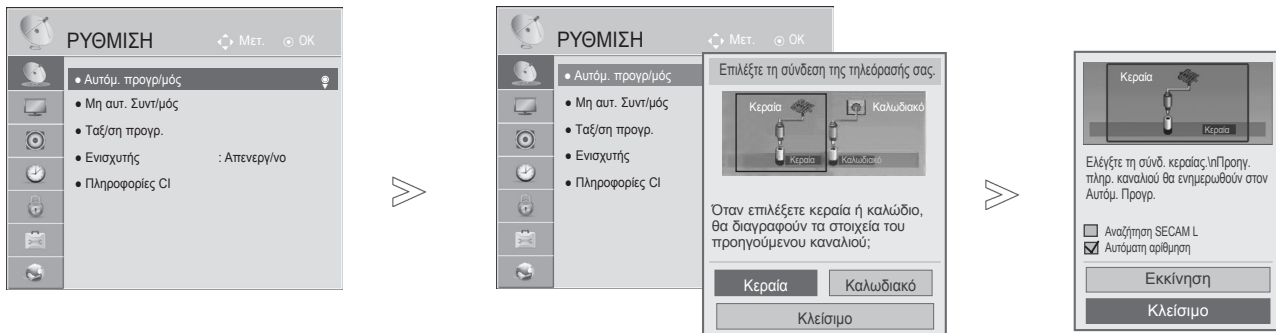 ΡΥΘΜΙΣΗ
Μετ. OK
● Αυτόμ. προγρ/μός
● Μη αυτ. Συντ/μός
● Ταξ/ση προγρ.
● Ενισχυτής : Απενεργ/νο
● Πληροφορίες CI
ΡΥΘΜΙΣΗ
Μετ. OK
● Αυτόμ. προγρ/μός
● Μη αυτ. Συντ/μός
● Ταξ/ση προγρ.
● Ενισχυτής
● Πληροφορίες CI
Επιλέξτε τη σύνδεση της τηλεόρασής σας.
Κεραία Καλωδιακό
Κεραία Καλωδιακό
Όταν επιλέξετε κεραία ή καλώδιο,
θα διαγραφούν τα στοιχεία του
προηγούμενου καναλιού;
Κεραία Καλωδιακό
Κλείσιμο
Κεραία
Κεραία
Ελέγξτε τη σύνδ. κεραίας.\nΠροηγ.
πληρ. καναλιού θα ενημερωθούν στον
Αυτόμ. Προγρ.
Αναζήτηση SECAM L
Αυτόματη αρίθμηση
Εκκίνηση
Κλείσιμο